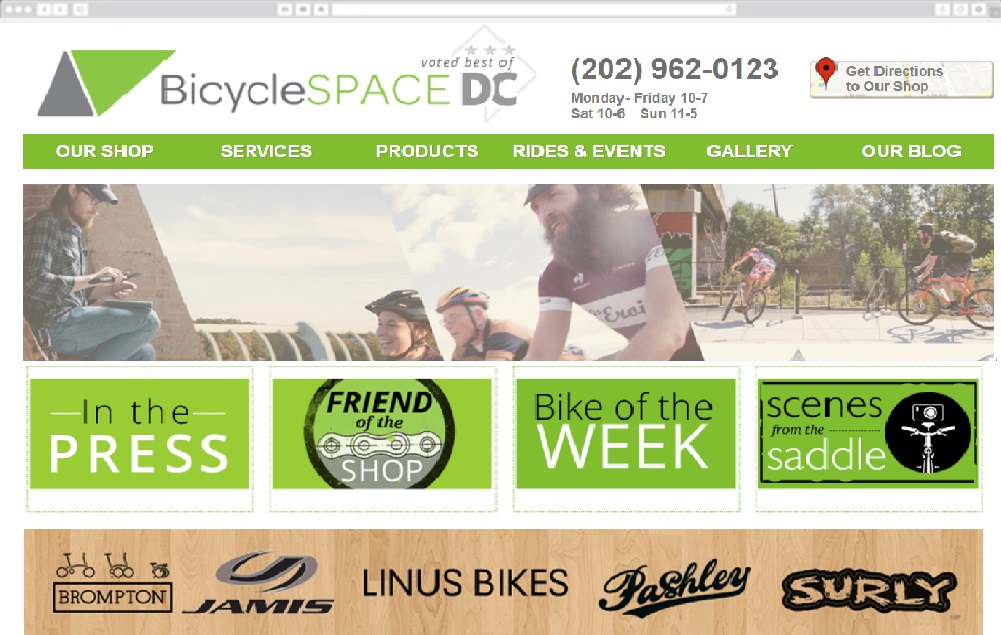 BicycleSPACE
voted best of
DC
(202) 962-0123
Monday- Friday 10-7
Sat 10-6 Sun 11-5
Get Directions
to Our Shop
OUR SHOP SERVICES PRODUCTS RIDES & EVENTS GALLERY OUR BLOG
Eroi
In the
PRESS
FRIEND
of the
SHOP
Bike of the
WEEK
scenes
from the
saddle
BROMPTON
JAMIS
LINUS BIKES
Pashley
SURLY